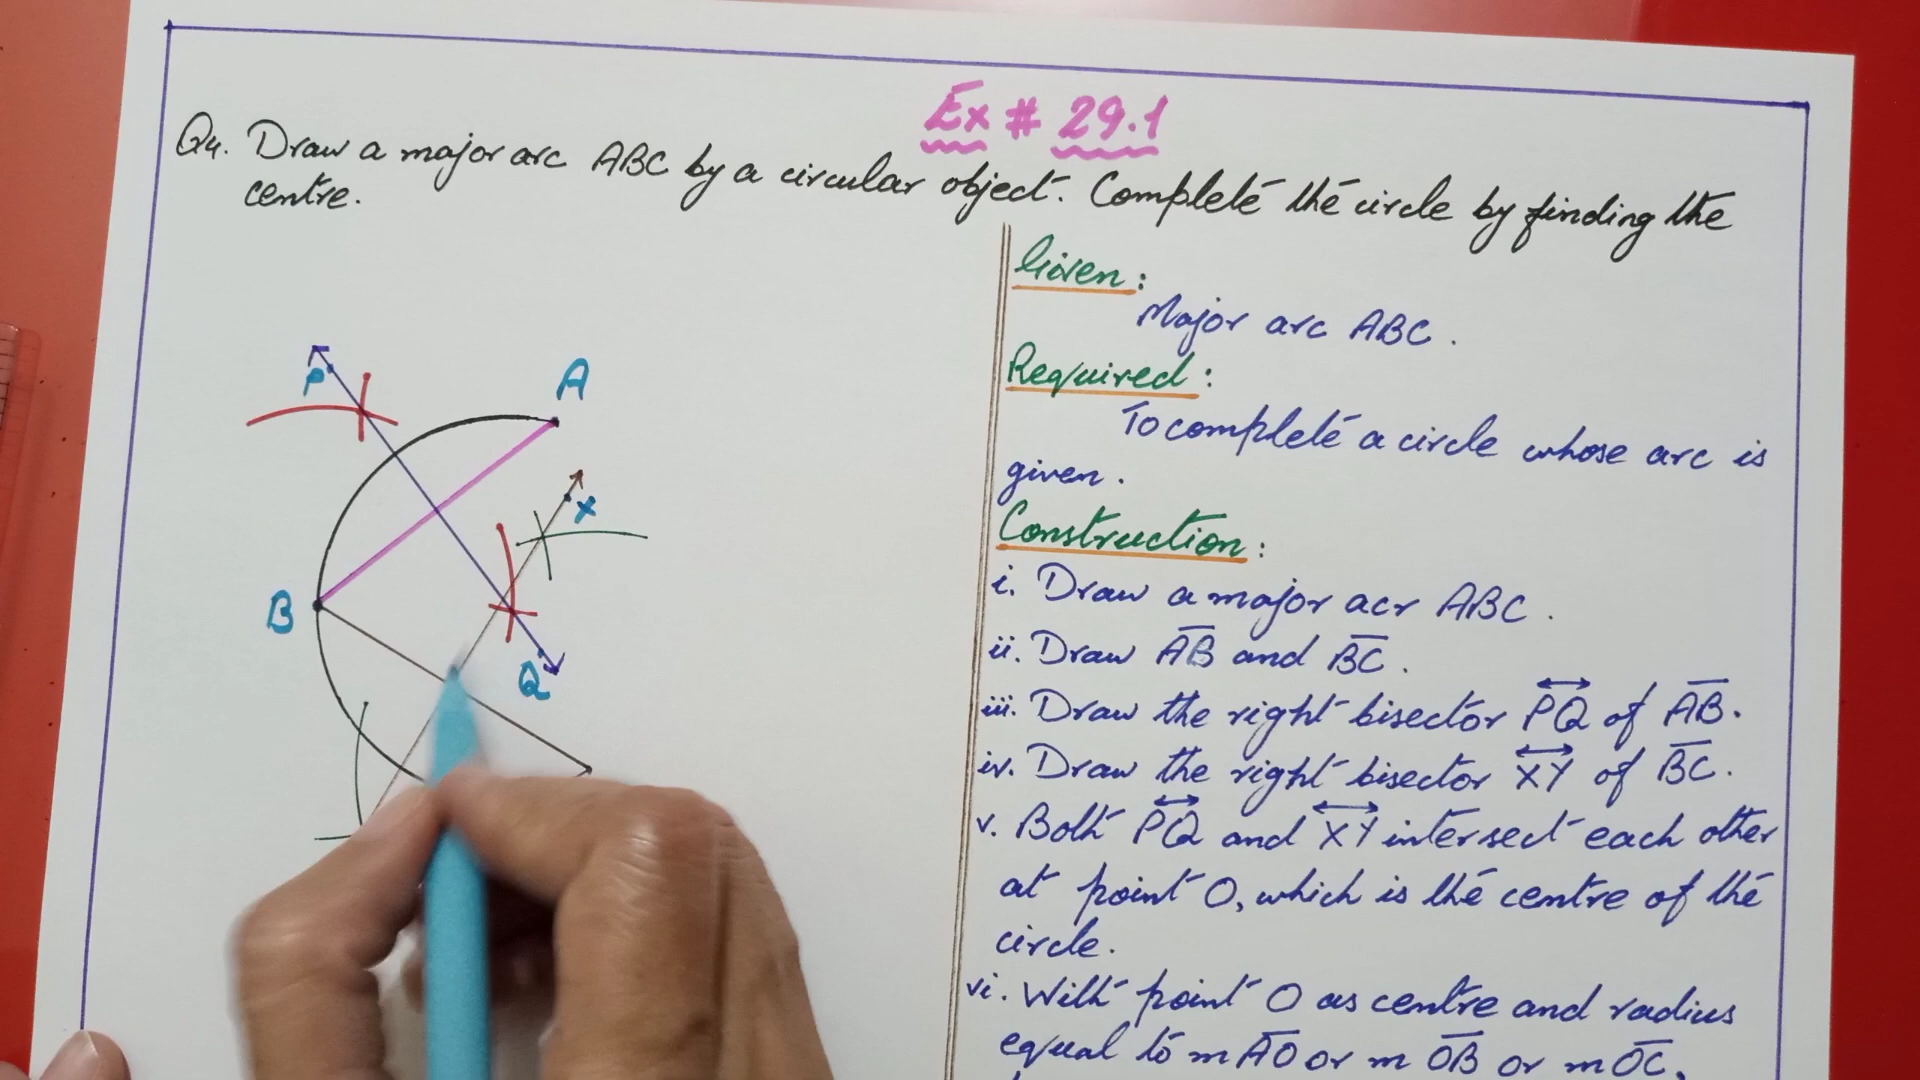 Ex # 29.1
Q4. Draw a major arc ABC by a circular object. Complete the circle by finding the
centre.
Given:
Major arc ABC.
Required:
To complete a circle whose arc is
given.
Construction:
i. Draw a major acr ABC.
ii. Draw AB and BC.
iii. Draw the right bisector PQ of AB.
iv. Draw the right bisector XY of BC.
v. Both PQ and XY intersect each other
at point O, which is the centre of the
circle.
vi. With point O as centre and radius
equal to m AO or m OB or m OC,
P
A
X
B
Q